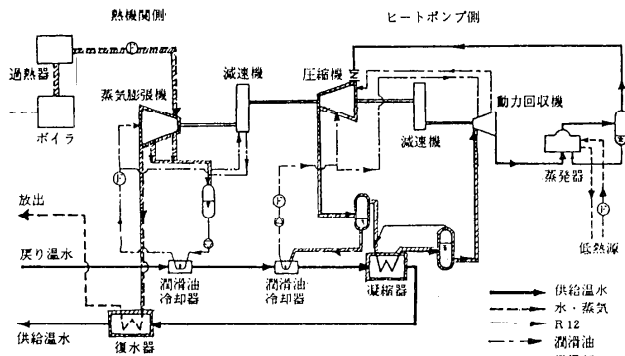 熱機関側
ヒートポンプ側
過熱器
ボイラ
蒸気膨張機
減速機
圧縮機
減速機
動力回収機
蒸発器
低熱源
放出
戻り温水
潤滑油
冷却器
潤滑油
冷却器
凝縮器
供給温水
復水器
供給温水
水・蒸気
R12
潤滑油